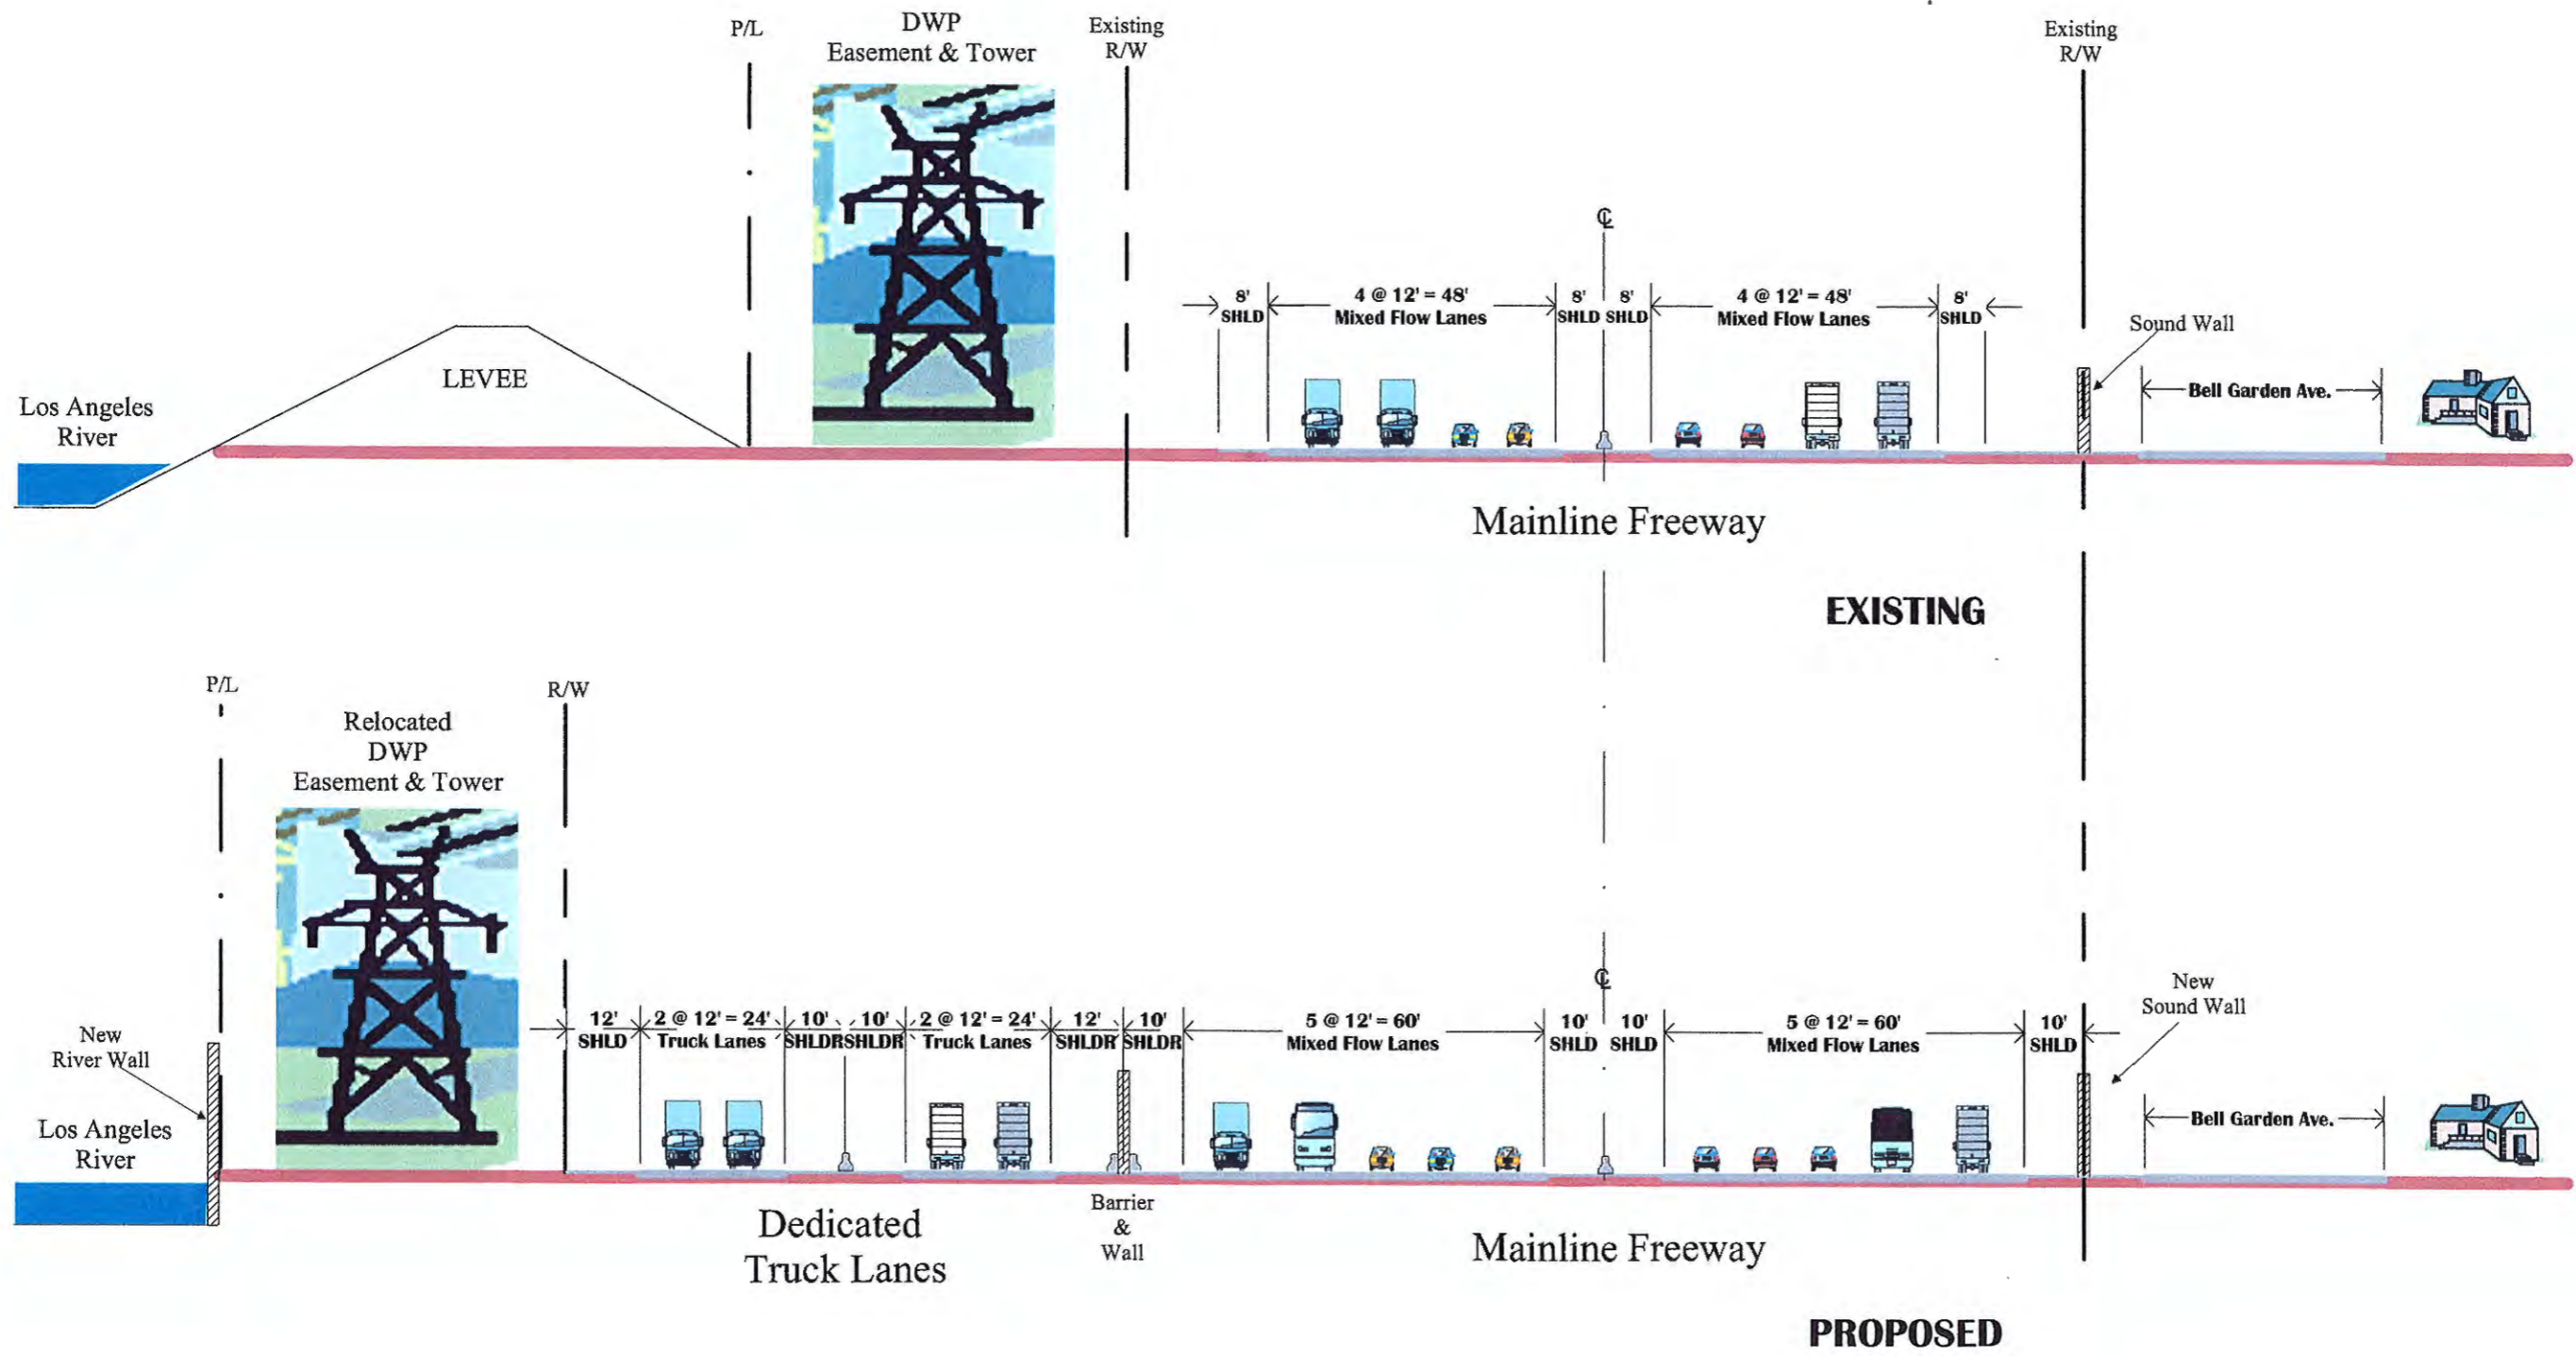 P/L
DWP
Easement & Tower
Existing
R/W
Existing
R/W
℄
8'
SHLD
4 @ 12' = 48'
Mixed Flow Lanes
8'
SHLD
8'
SHLD
4 @ 12' = 48'
Mixed Flow Lanes
8'
SHLD
Sound Wall
LEVEE
Los Angeles
River
Bell Garden Ave.
Mainline Freeway
EXISTING
P/L
R/W
Relocated
DWP
Easement & Tower
New
River Wall
Los Angeles
River
℄
New
Sound Wall
12'
SHLD
2 @ 12' = 24'
Truck Lanes
10'
SHLDR
10'
SHLDR
2 @ 12' = 24'
Truck Lanes
12'
SHLDR
10'
SHLDR
5 @ 12' = 60'
Mixed Flow Lanes
10'
SHLD
10'
SHLD
5 @ 12' = 60'
Mixed Flow Lanes
10'
SHLD
Bell Garden Ave.
Dedicated
Truck Lanes
Barrier
&
Wall
Mainline Freeway
PROPOSED